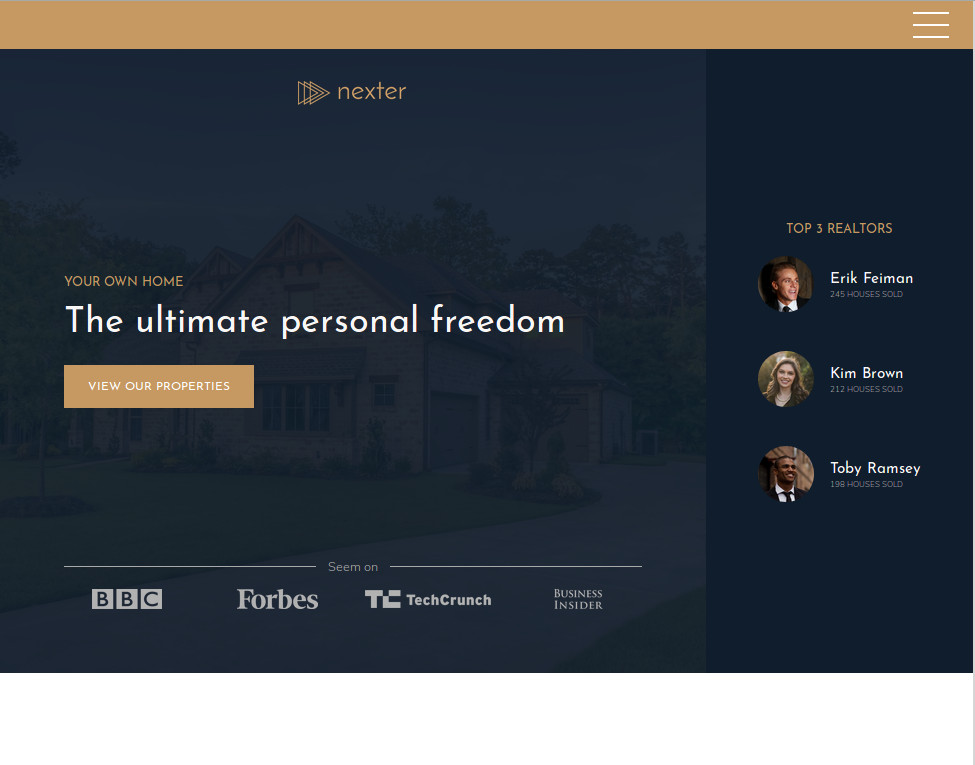 nexter
YOUR OWN HOME
The ultimate personal freedom
VIEW OUR PROPERTIES
Seem on
BBC
Forbes
TC TechCrunch
BUSINESS
INSIDER
TOP 3 REALTORS
Erik Feiman
245 HOUSES SOLD
Kim Brown
212 HOUSES SOLD
Toby Ramsey
198 HOUSES SOLD